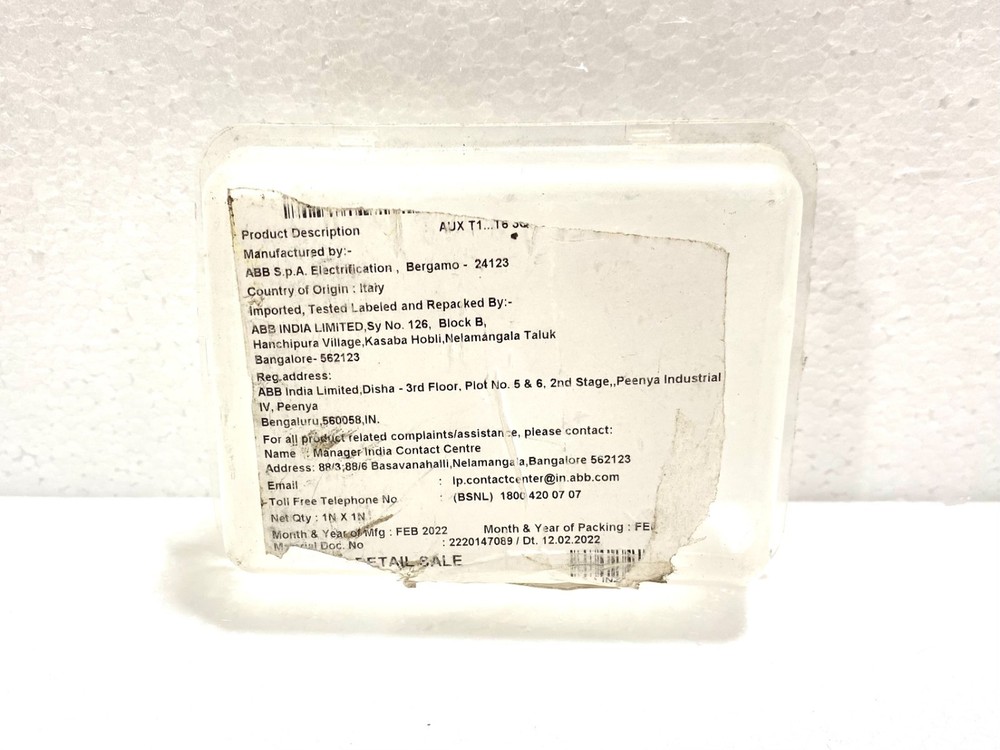 Product Description AUX T1...T6
Manufactured by:-
ABB S.p.A. Electrification , Bergamo - 24123
Country of Origin : Italy
Imported, Tested Labeled and Repacked By:-
ABB INDIA LIMITED,Sy No. 126, Block B,
Hanchipura Village,Kasaba Hobli,Nelamangala Taluk
Bangalore- 562123
Reg.address:
ABB India Limited,Disha - 3rd Floor, Plot No. 5 & 6, 2nd Stage,,Peenya Industrial
IV, Peenya
Bengaluru,560058,IN.
For all product related complaints/assistance, please contact:
Name : Manager India Contact Centre
Address: 88/3;88/6 Basavanahalli,Nelamangala,Bangalore 562123
Email : lp.contactcenter@in.abb.com
Toll Free Telephone No : (BSNL) 1800 420 07 07
Net Qty : 1N X 1N
Month & Year of Mfg : FEB 2022 Month & Year of Packing :
Material Doc. No : 2220147089 / Dt. 12.02.2022
RETAIL SALE